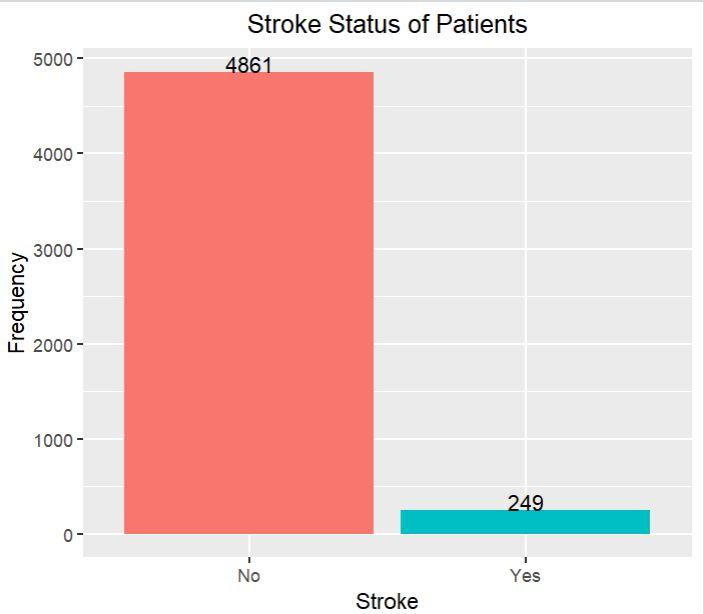 Stroke Status of Patients
Frequency
5000
4000
3000
2000
1000
0
4861
249
No
Yes
Stroke